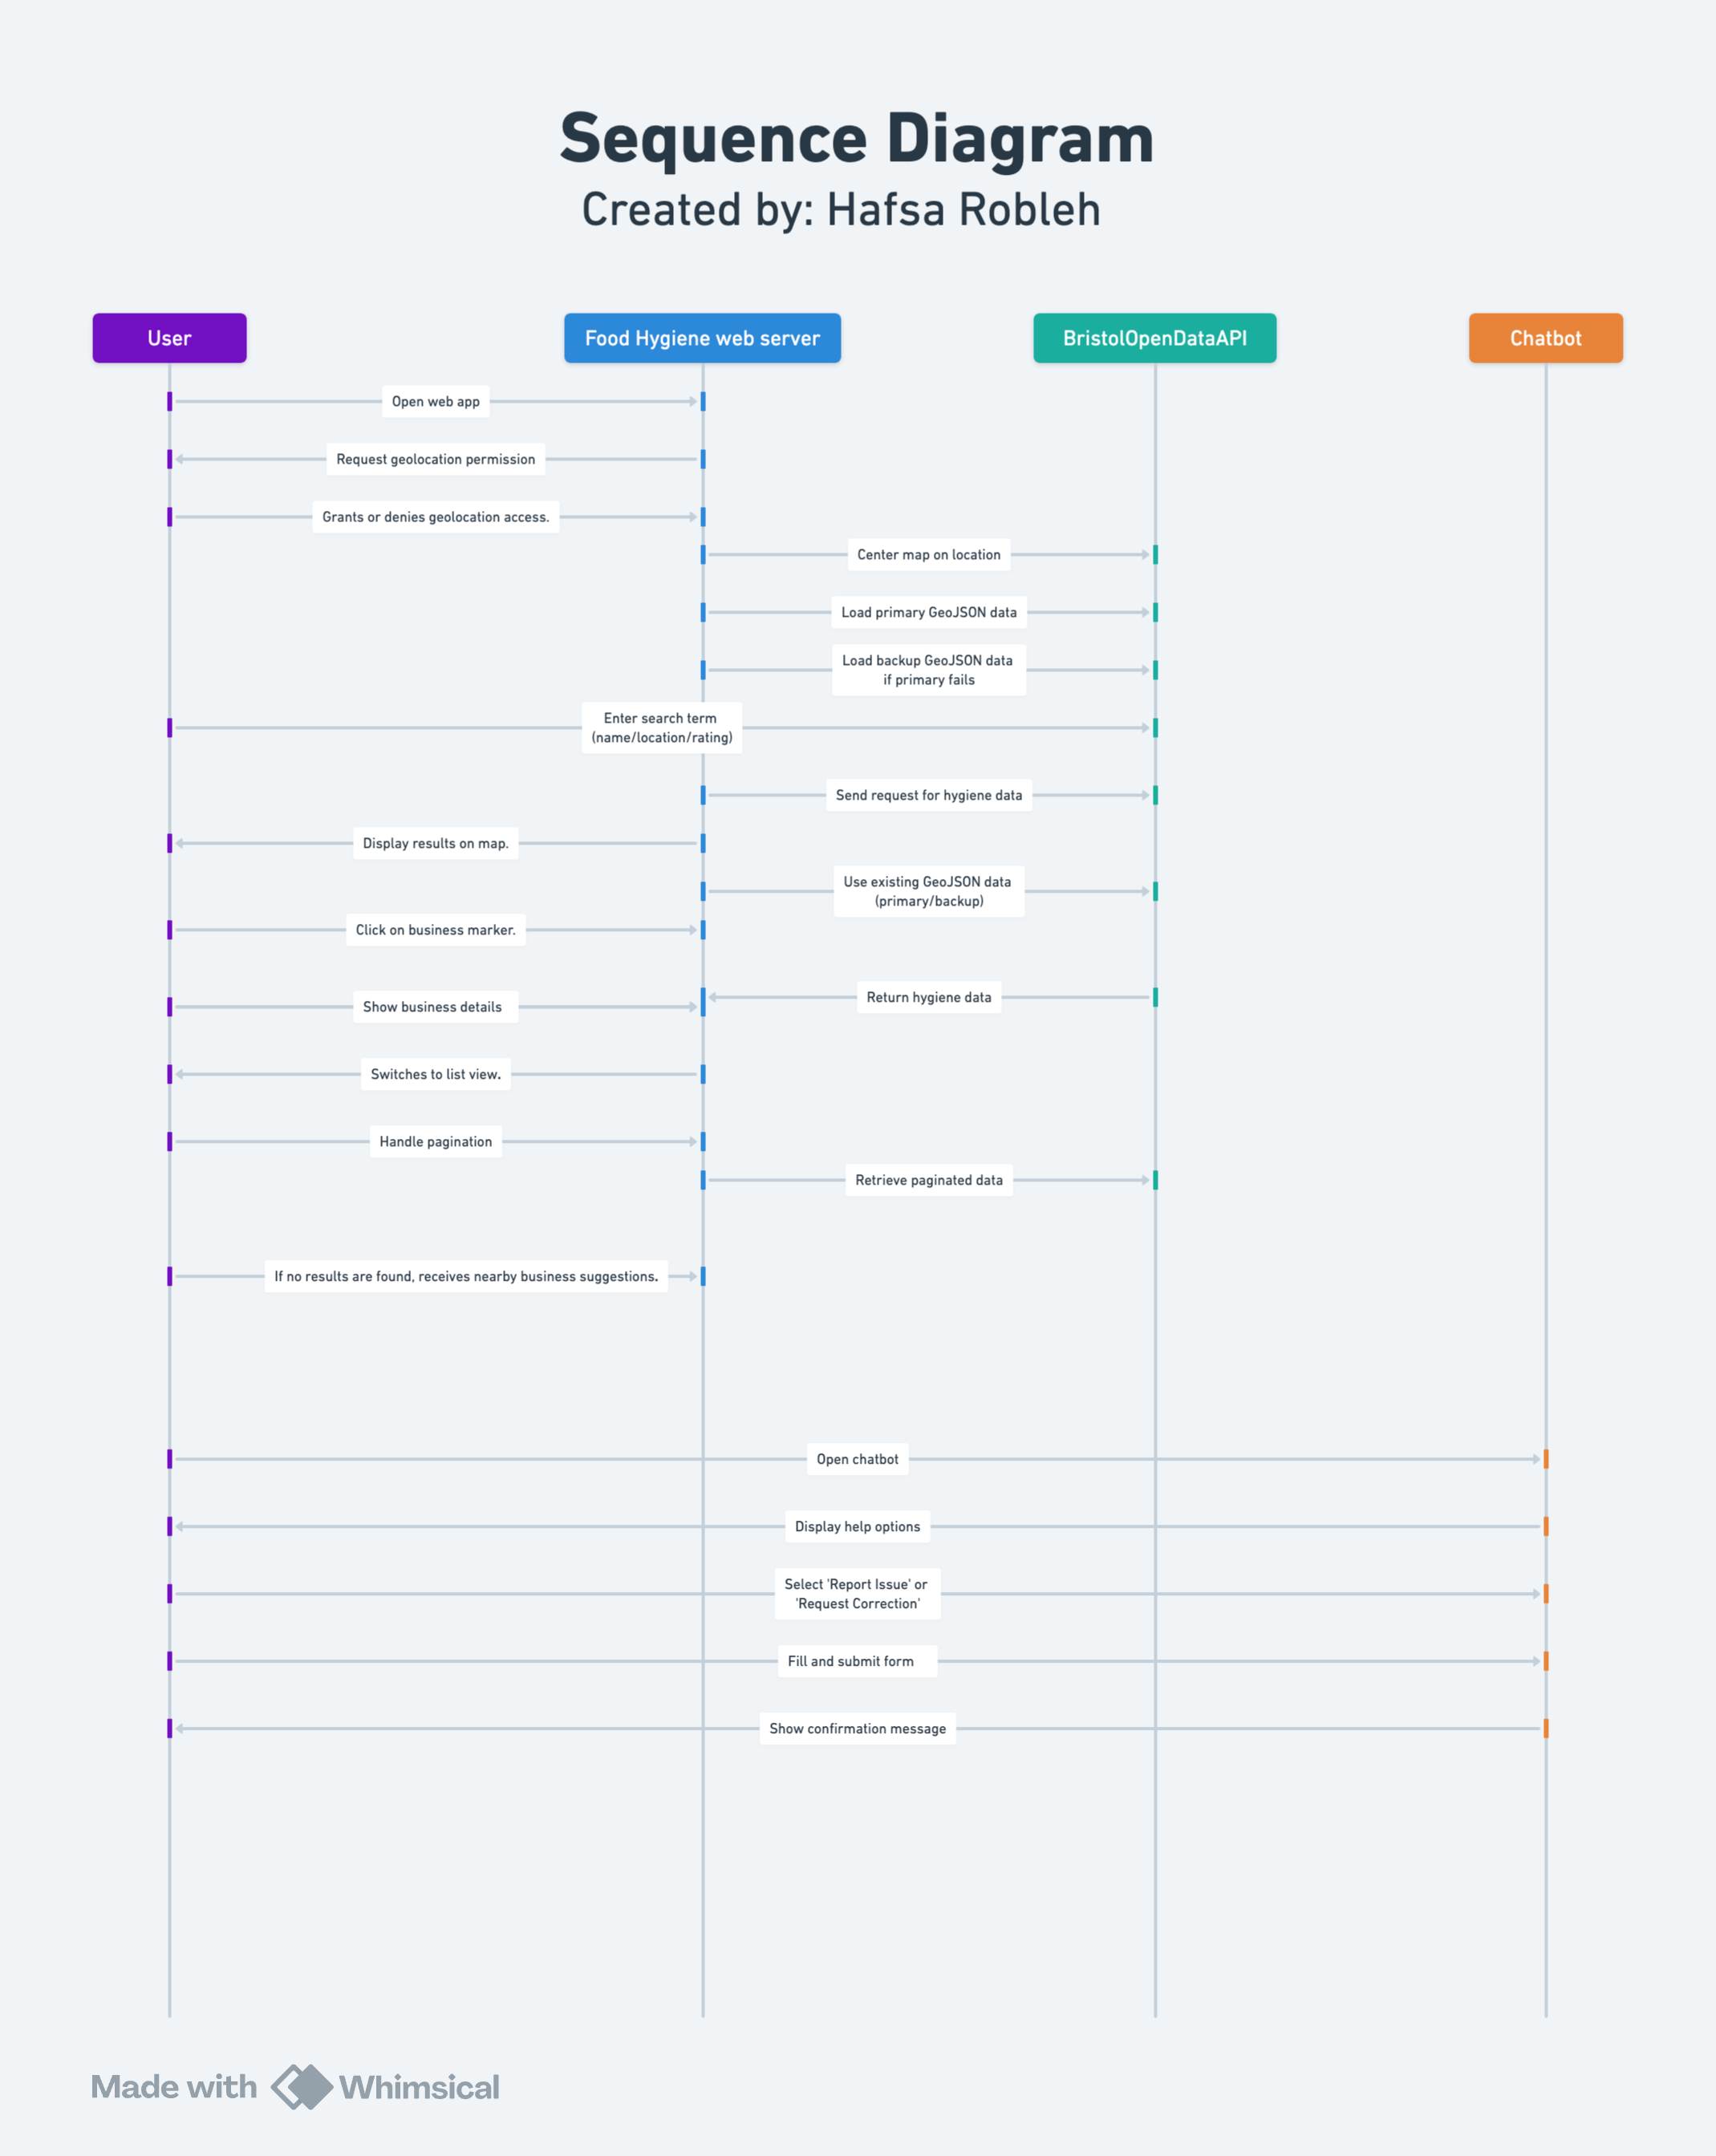 Sequence Diagram
Created by: Hafsa Robleh
User
Food Hygiene web server
BristolOpenDataAPI
Chatbot
Open web app
Request geolocation permission
Grants or denies geolocation access.
Center map on location
Load primary GeoJSON data
Load backup GeoJSON data
if primary fails
Enter search term
(name/location/rating)
Send request for hygiene data
Display results on map.
Use existing GeoJSON data
(primary/backup)
Click on business marker.
Return hygiene data
Show business details
Switches to list view.
Handle pagination
Retrieve paginated data
If no results are found, receives nearby business suggestions.
Open chatbot
Display help options
Select 'Report Issue' or
'Request Correction'
Fill and submit form
Show confirmation message
Made with Whimsical